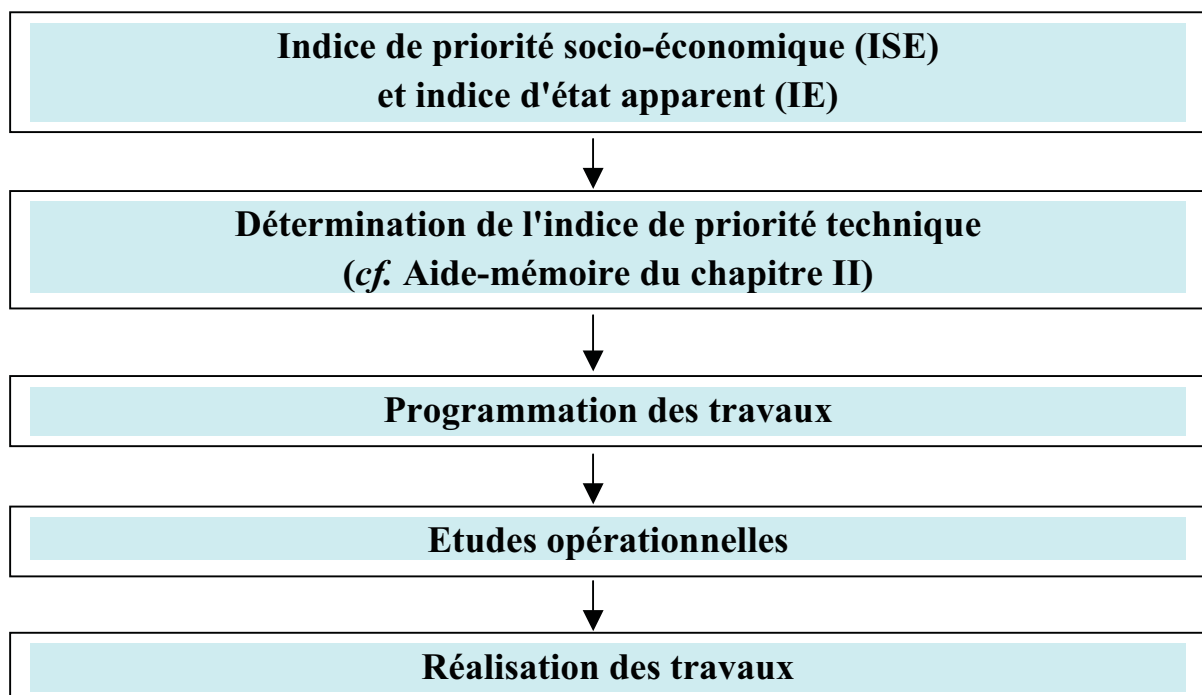 Indice de priorité socio-économique (ISE)
et indice d'état apparent (IE)
Détermination de l'indice de priorité technique
(cf. Aide-mémoire du chapitre II)
Programmation des travaux
Etudes opérationnelles
Réalisation des travaux